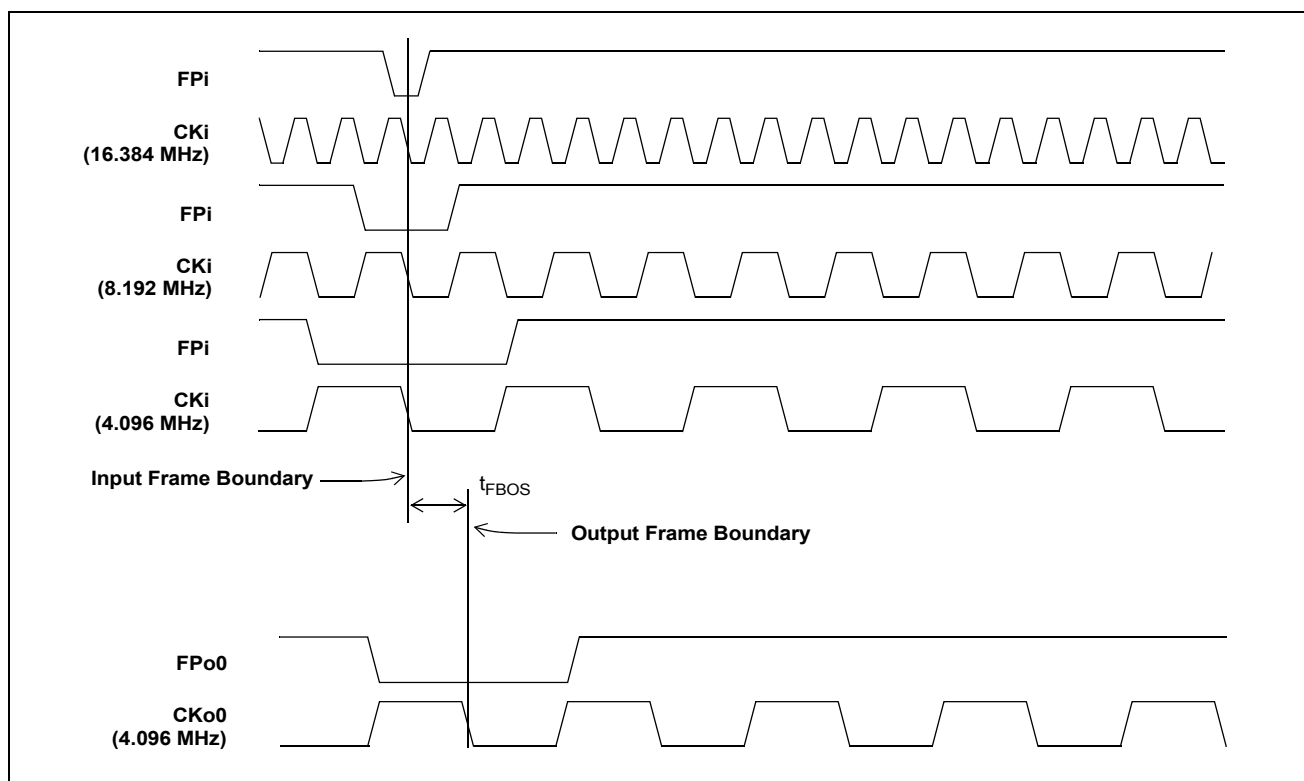 FPi
CKi
(16.384 MHz)
FPi
CKi
(8.192 MHz)
FPi
CKi
(4.096 MHz)
Input Frame Boundary
tFBOS
Output Frame Boundary
FPo0
CKo0
(4.096 MHz)